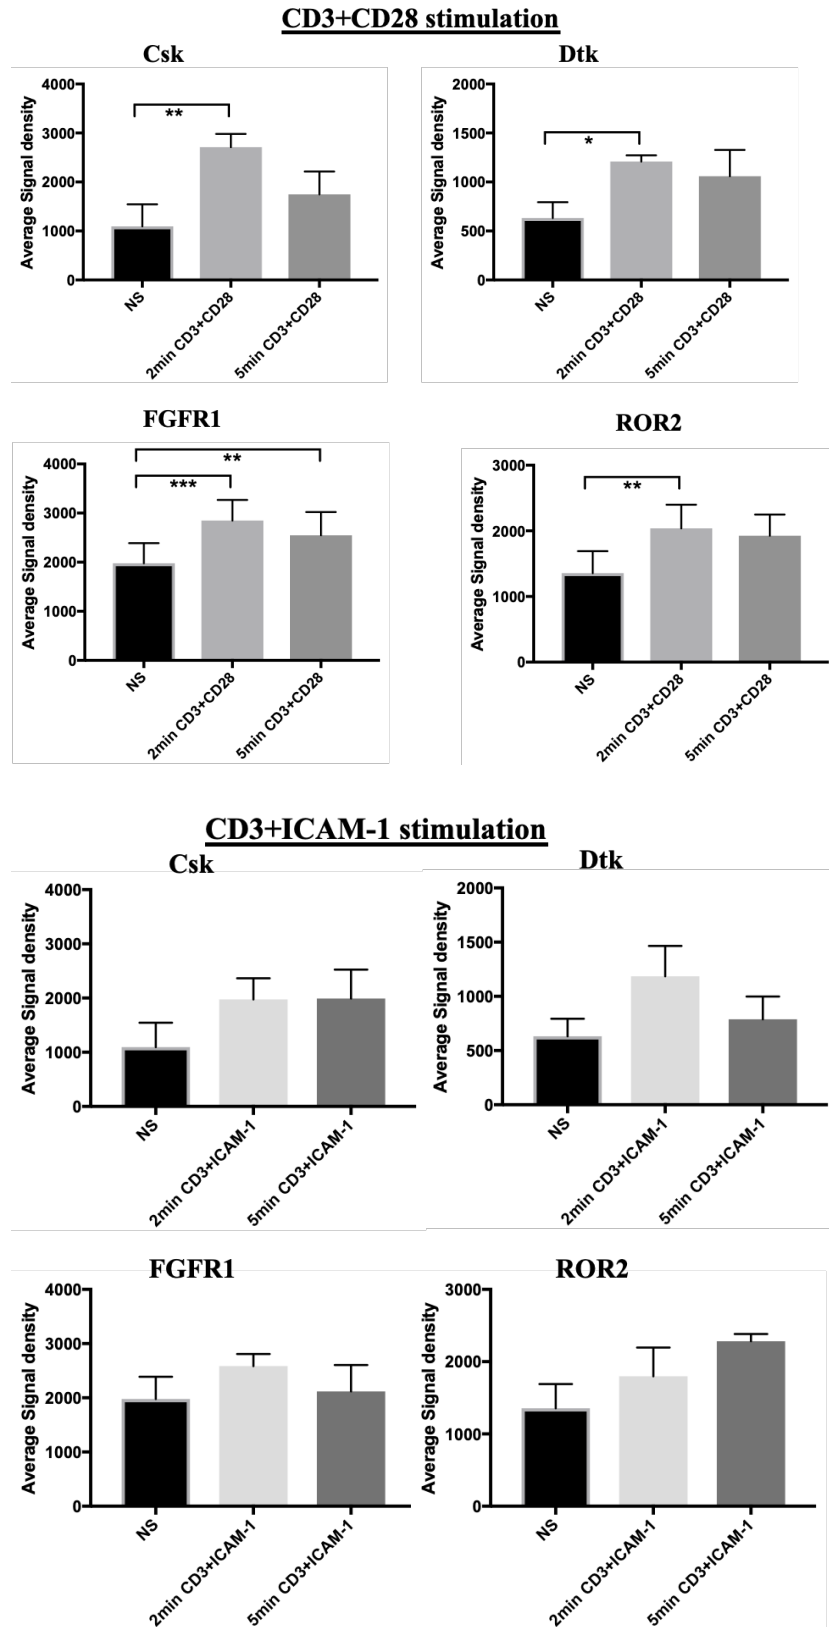 CD3+CD28 stimulation
Csk
Dtk
Average Signal density
4000
3000
2000
1000
0
**
NS
2min CD3+CD28
5min CD3+CD28
Average Signal density
2000
1500
1000
500
0
*
NS
2min CD3+CD28
5min CD3+CD28
FGFR1
ROR2
Average Signal density
4000
3000
2000
1000
0
**
***
NS
2min CD3+CD28
5min CD3+CD28
Average Signal density
3000
2000
1000
0
**
NS
2min CD3+CD28
5min CD3+CD28
CD3+ICAM-1 stimulation
Csk
Dtk
Average Signal density
4000
3000
2000
1000
0
NS
2min CD3+ICAM-1
5min CD3+ICAM-1
Average Signal density
2000
1500
1000
500
0
NS
2min CD3+ICAM-1
5min CD3+ICAM-1
FGFR1
ROR2
Average Signal density
4000
3000
2000
1000
0
NS
2min CD3+ICAM-1
5min CD3+ICAM-1
Average Signal density
3000
2000
1000
0
NS
2min CD3+ICAM-1
5min CD3+ICAM-1